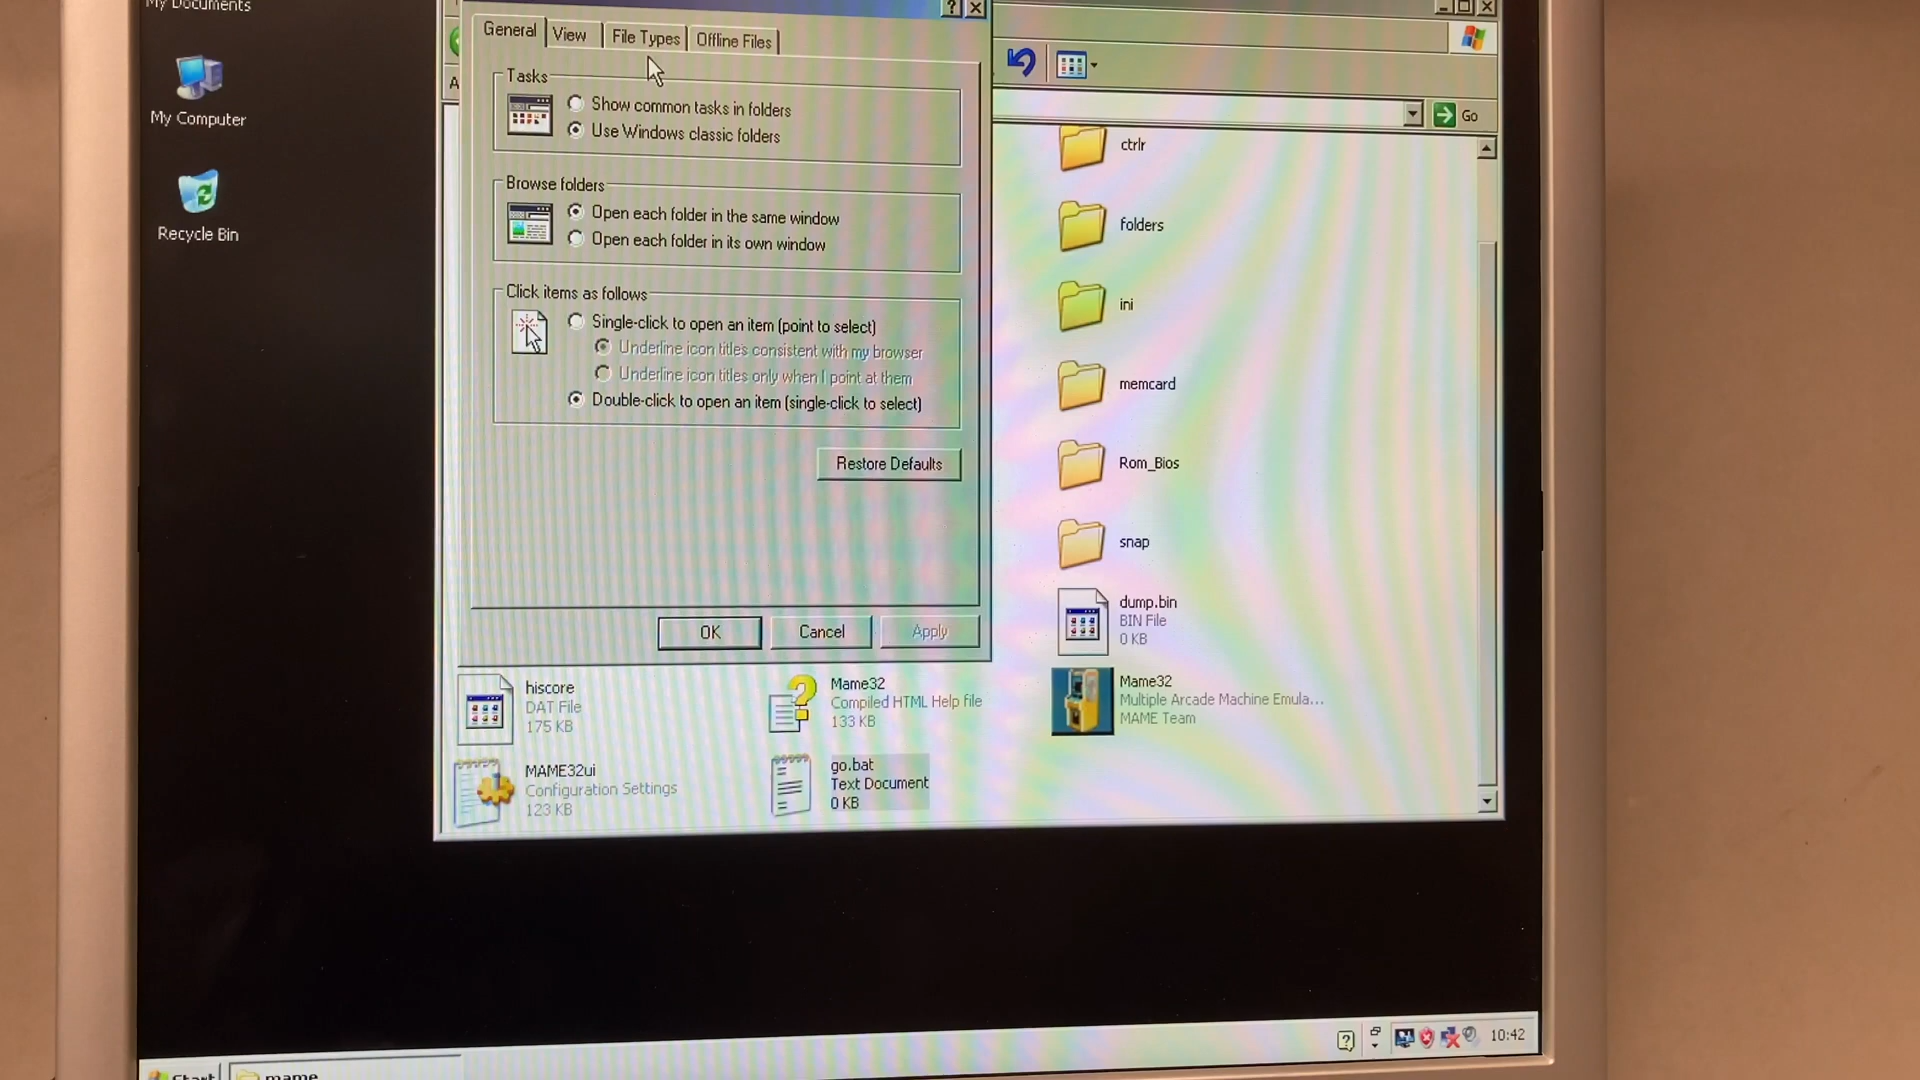 My Documents
My Computer
Recycle Bin
General
View
File Types
Offline Files
Tasks
Show common tasks in folders
Use Windows classic folders
Browse folders
Open each folder in the same window
Open each folder in its own window
Click items as follows
Single-click to open an item (point to select)
Underline icon titles consistent with my browser
Underline icon titles only when I point at them
Double-click to open an item (single-click to select)
Restore Defaults
OK
Cancel
Apply
Go
ctrlr
folders
ini
memcard
Rom_Bios
snap
dump.bin
BIN File
0 KB
hiscore
DAT File
175 KB
Mame32
Compiled HTML Help file
133 KB
Mame32
Multiple Arcade Machine Emula...
MAME Team
MAME32ui
Configuration Settings
123 KB
go.bat
Text Document
0 KB
10:42
Start
mame